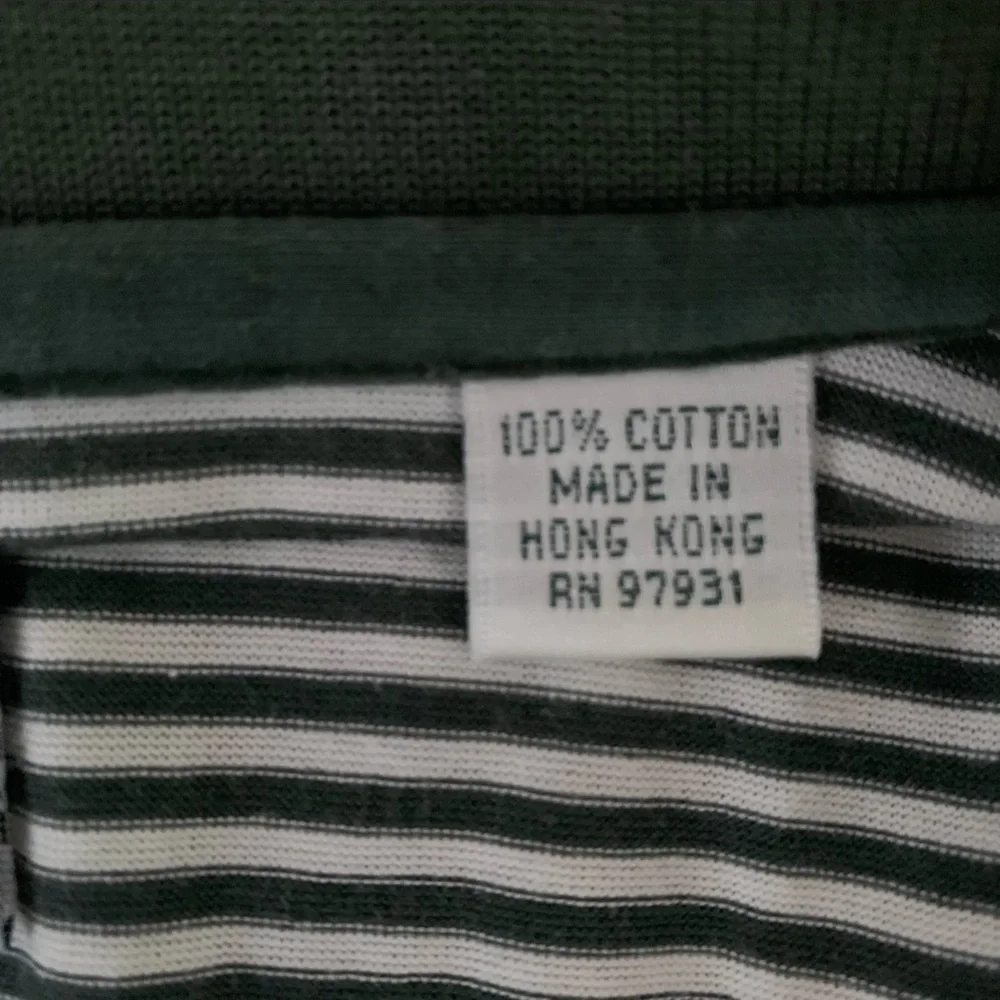 100% COTTON
MADE IN
HONG KONG
RN 97931